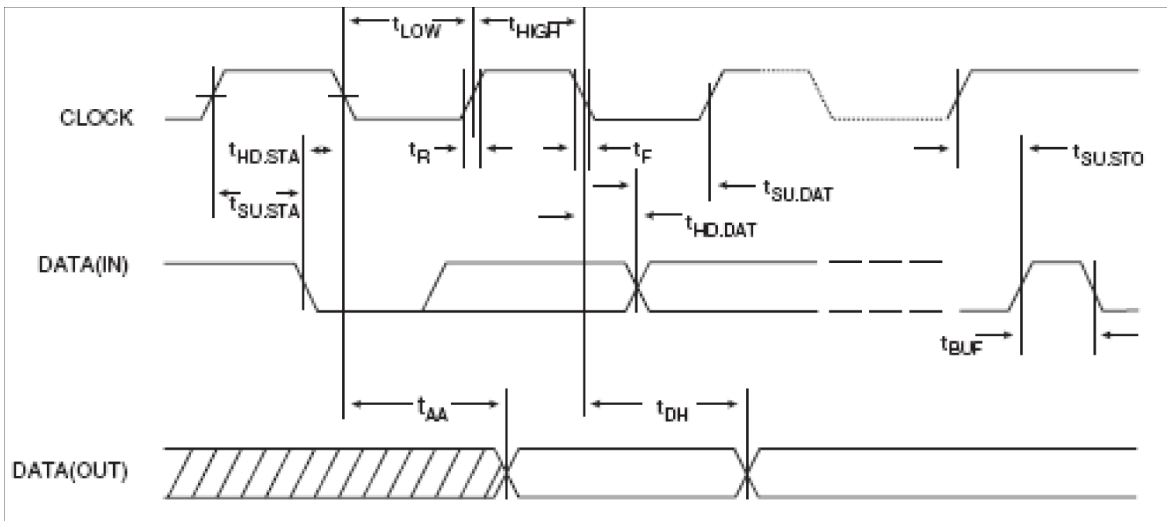 tLOW
tHIGH
CLOCK
tHD.STA
tR
tF
tSU.STO
tSU.STA
tSU.DAT
tHD.DAT
DATA(IN)
tBUF
tAA
tDH
DATA(OUT)